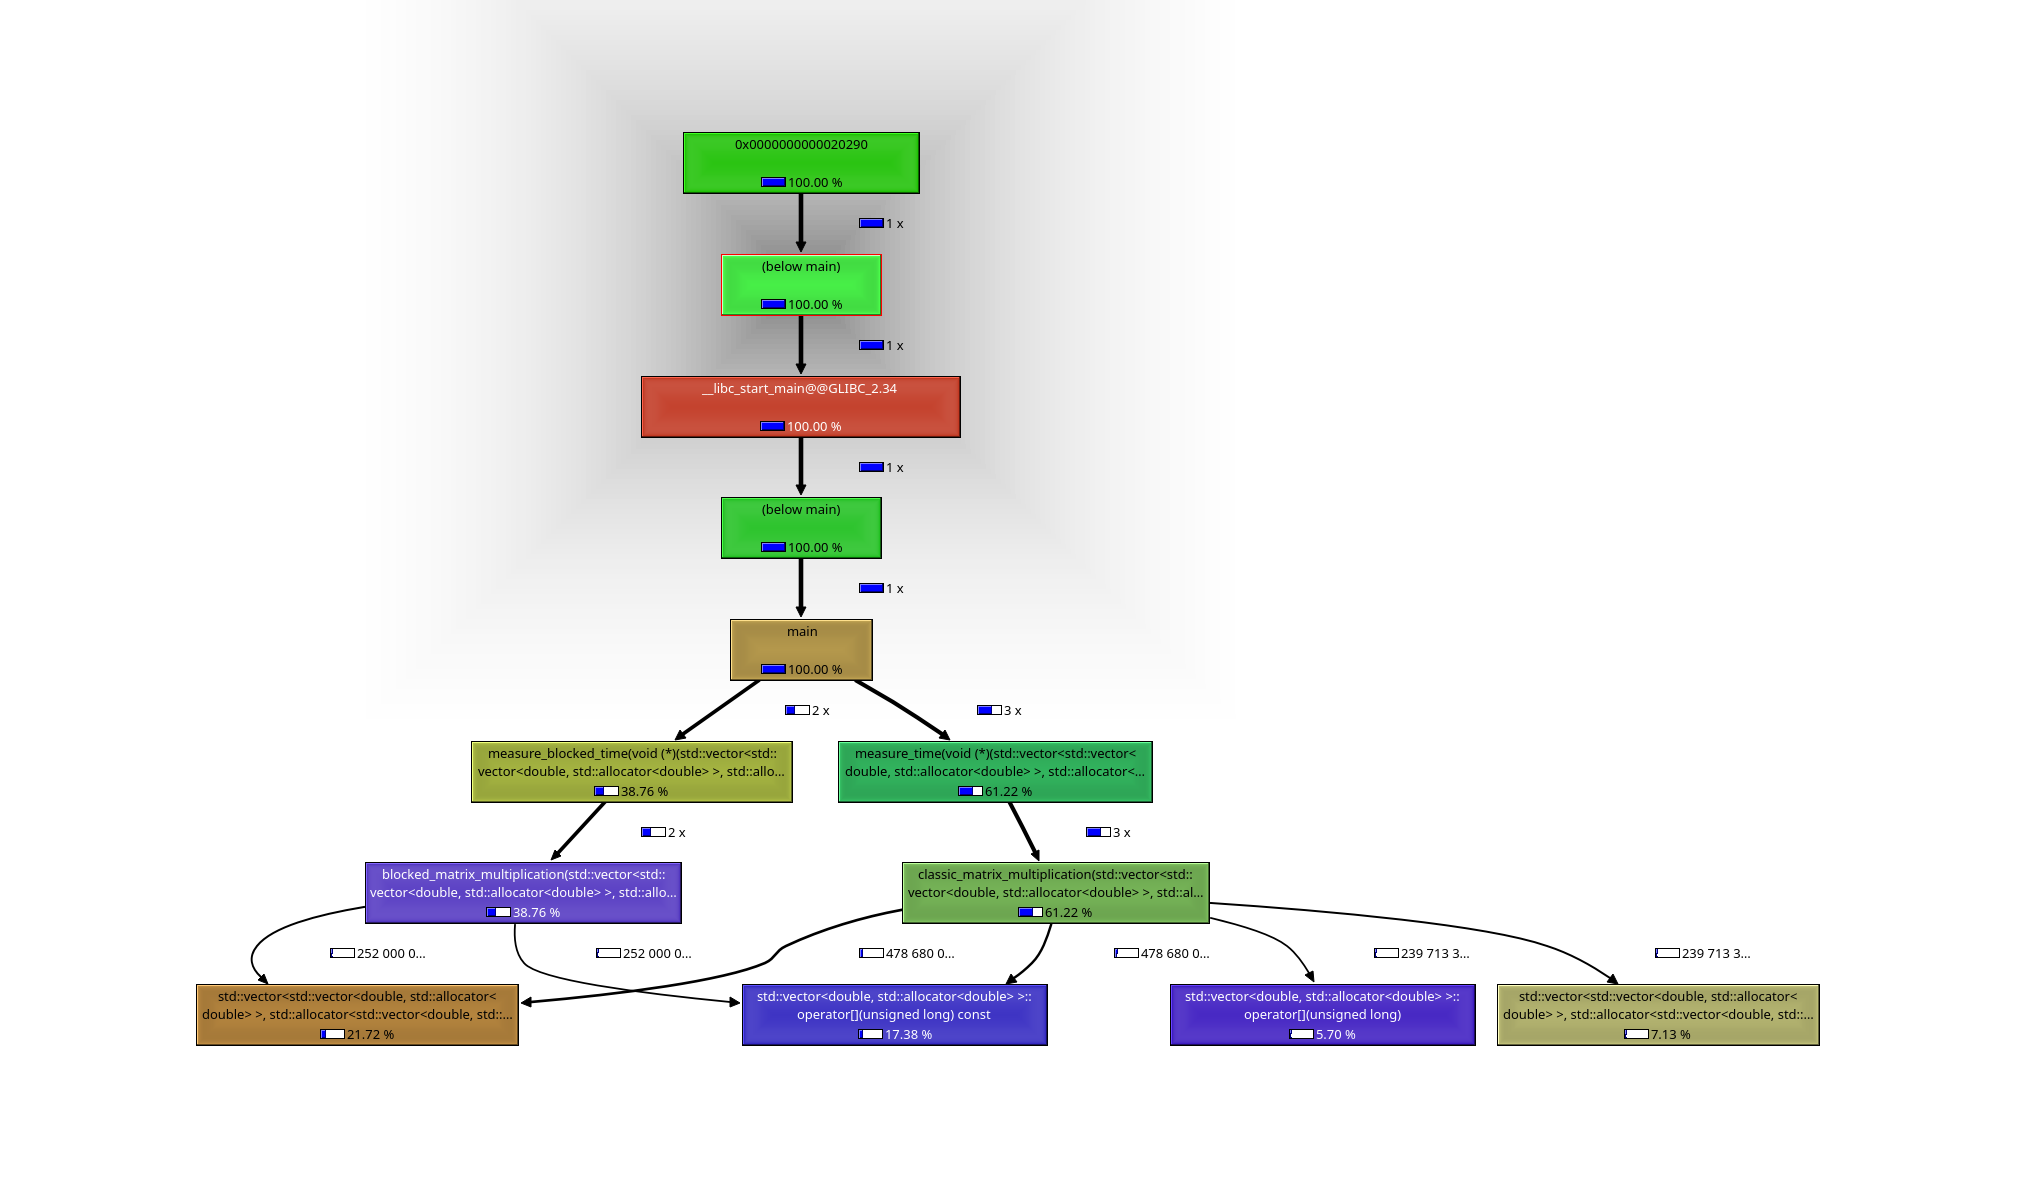 0x0000000000020290
100.00 %
1 x
(below main)
100.00 %
1 x
__libc_start_main@@GLIBC_2.34
100.00 %
1 x
(below main)
100.00 %
1 x
main
100.00 %
2 x
3 x
measure_blocked_time(void (*)(std::vector<std::
vector<double, std::allocator<double> >, std::allo...
38.76 %
measure_time(void (*)(std::vector<std::vector<
double, std::allocator<double> >, std::allocator<...
61.22 %
2 x
3 x
blocked_matrix_multiplication(std::vector<std::
vector<double, std::allocator<double> >, std::allo...
38.76 %
classic_matrix_multiplication(std::vector<std::
vector<double, std::allocator<double> >, std::al...
61.22 %
252 000 0...
252 000 0...
478 680 0...
478 680 0...
239 713 3...
239 713 3...
std::vector<std::vector<double, std::allocator<
double> >, std::allocator<std::vector<double, std::...
21.72 %
std::vector<double, std::allocator<double> >::
operator[](unsigned long) const
17.38 %
std::vector<double, std::allocator<double> >::
operator[](unsigned long)
5.70 %
std::vector<std::vector<double, std::allocator<
double> >, std::allocator<std::vector<double, std::...
7.13 %